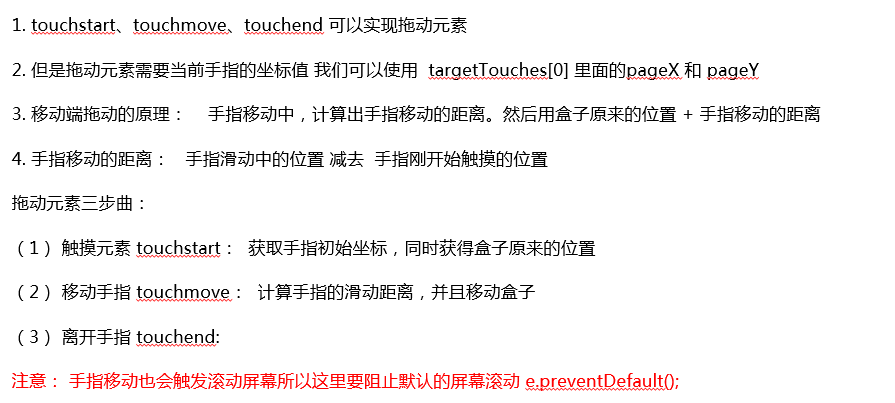 1. touchstart、touchmove、touchend 可以实现拖动元素
2. 但是拖动元素需要当前手指的坐标值 我们可以使用 targetTouches[0] 里面的pageX 和 pageY
3. 移动端拖动的原理： 手指移动中，计算出手指移动的距离。然后用盒子原来的位置 + 手指移动的距离
4. 手指移动的距离： 手指滑动中的位置 减去 手指刚开始触摸的位置
拖动元素三步曲：
（1） 触摸元素 touchstart： 获取手指初始坐标，同时获得盒子原来的位置
（2） 移动手指 touchmove： 计算手指的滑动距离，并且移动盒子
（3） 离开手指 touchend:
注意： 手指移动也会触发滚动屏幕所以这里要阻止默认的屏幕滚动 e.preventDefault();